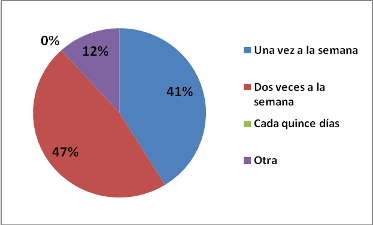 0%
12%
41%
47%
Una vez a la semana
Dos veces a la
semana
Cada quince días
Otra